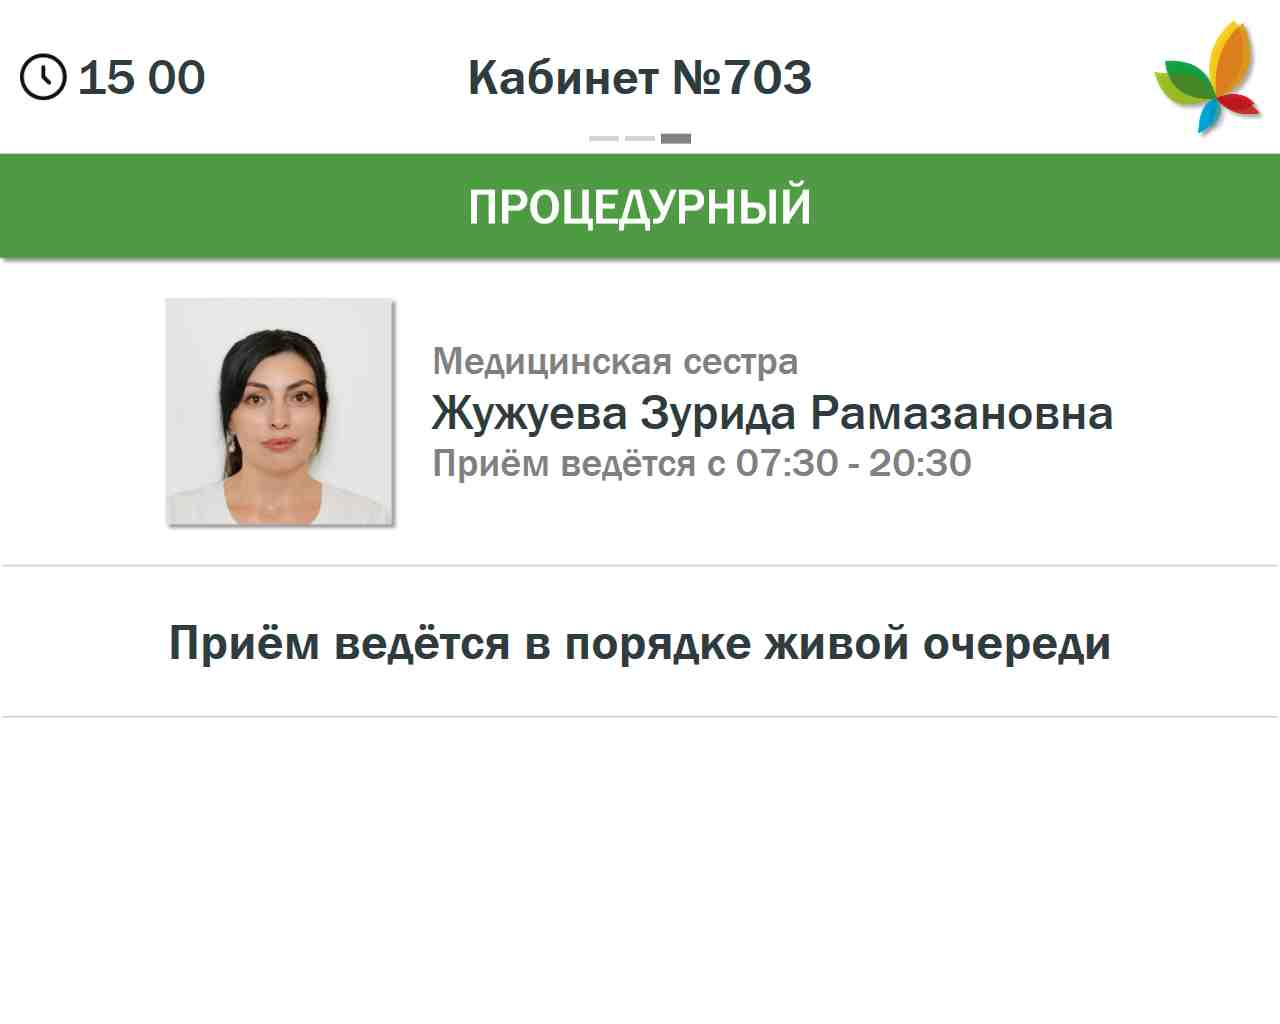 15 00
Кабинет №703
ПРОЦЕДУРНЫЙ
Медицинская сестра
Жужуева Зурида Рамазановна
Приём ведётся с 07:30 - 20:30
Приём ведётся в порядке живой очереди